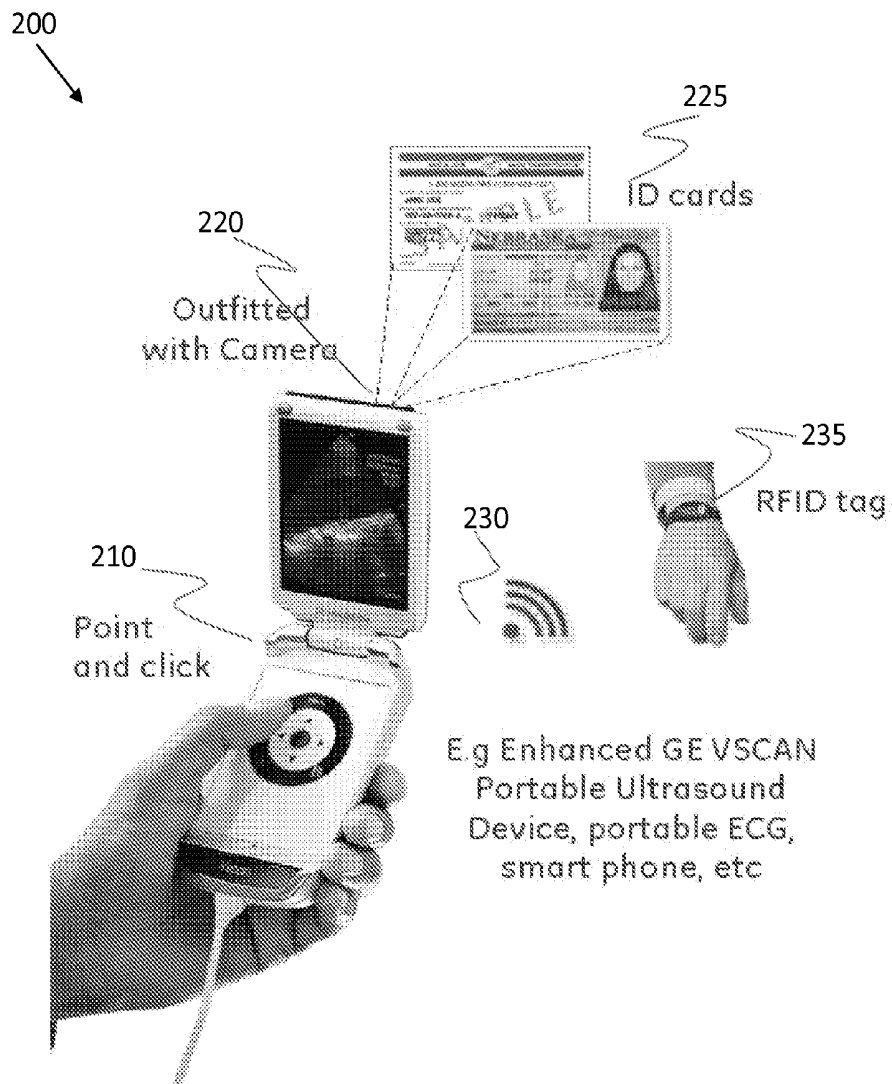 200
225
ID cards
220
Outfitted
with Camera
235
RFID tag
230
210
Point
and click
E.g Enhanced GE VSCAN
Portable Ultrasound
Device, portable ECG,
smart phone, etc